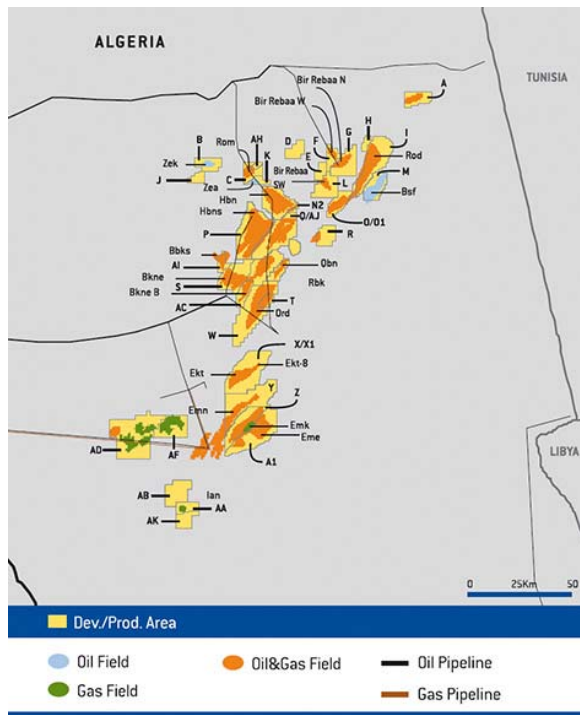 ALGERIA
TUNISIA
LIBYA
Bir Rebaa N
Bir Rebaa W
A
B
Rom
AH
K
D
F
G
H
I
Zek
E
Bir Rebaa
Rod
M
J
Zea
C
SW
L
Bsf
Hbn
N2
Hbns
Q/AJ
O/O1
P
R
Bbks
AI
Qbn
Bkne
S
Rbk
Bkne B
T
AC
Ord
W
X/X1
Ekt
Ekt-B
Y
Z
Emn
Emk
Eme
AD
AF
A1
AB
Ian
AA
AK
0 25Km 50
Dev./Prod. Area
Oil Field
Oil&Gas Field
Oil Pipeline
Gas Field
Gas Pipeline